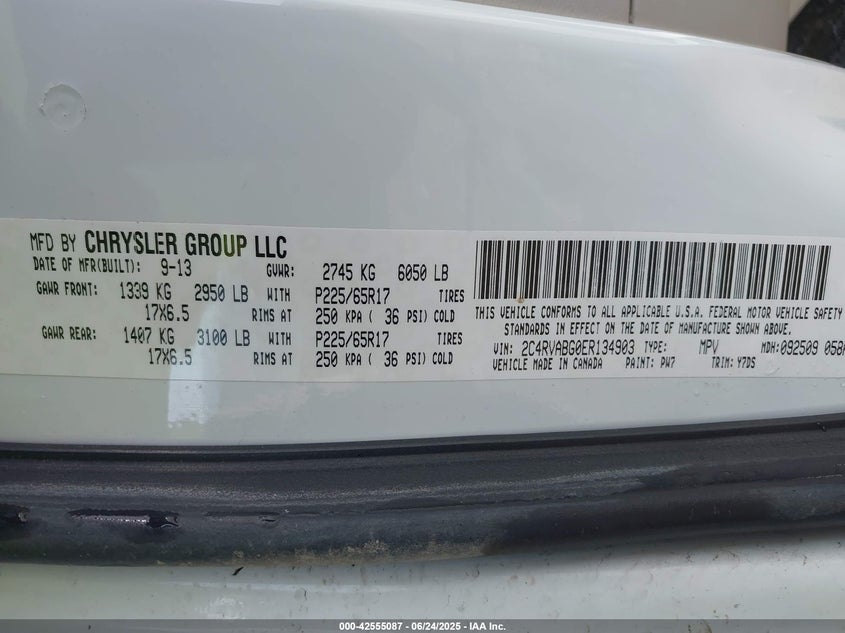 MFD BY CHRYSLER GROUP LLC
DATE OF MFR(BUILT): 9-13 GVWR: 2745 KG 6050 LB
GAWR FRONT: 1339 KG 2950 LB WITH P225/65R17 TIRES
17X6.5 RIMS AT 250 KPA ( 36 PSI) COLD
GAWR REAR: 1407 KG 3100 LB WITH P225/65R17 TIRES
17X6.5 RIMS AT 250 KPA ( 36 PSI) COLD
THIS VEHICLE CONFORMS TO ALL APPLICABLE U.S.A. FEDERAL MOTOR VEHICLE SAFETY
STANDARDS IN EFFECT ON THE DATE OF MANUFACTURE SHOWN ABOVE.
VIN: 2C4RVABG0ER134903 TYPE: MPV MDH:092509 058
VEHICLE MADE IN CANADA PAINT: PW7 TRIM: Y7DS
000-42555087 - 06/24/2025 - IAA Inc.